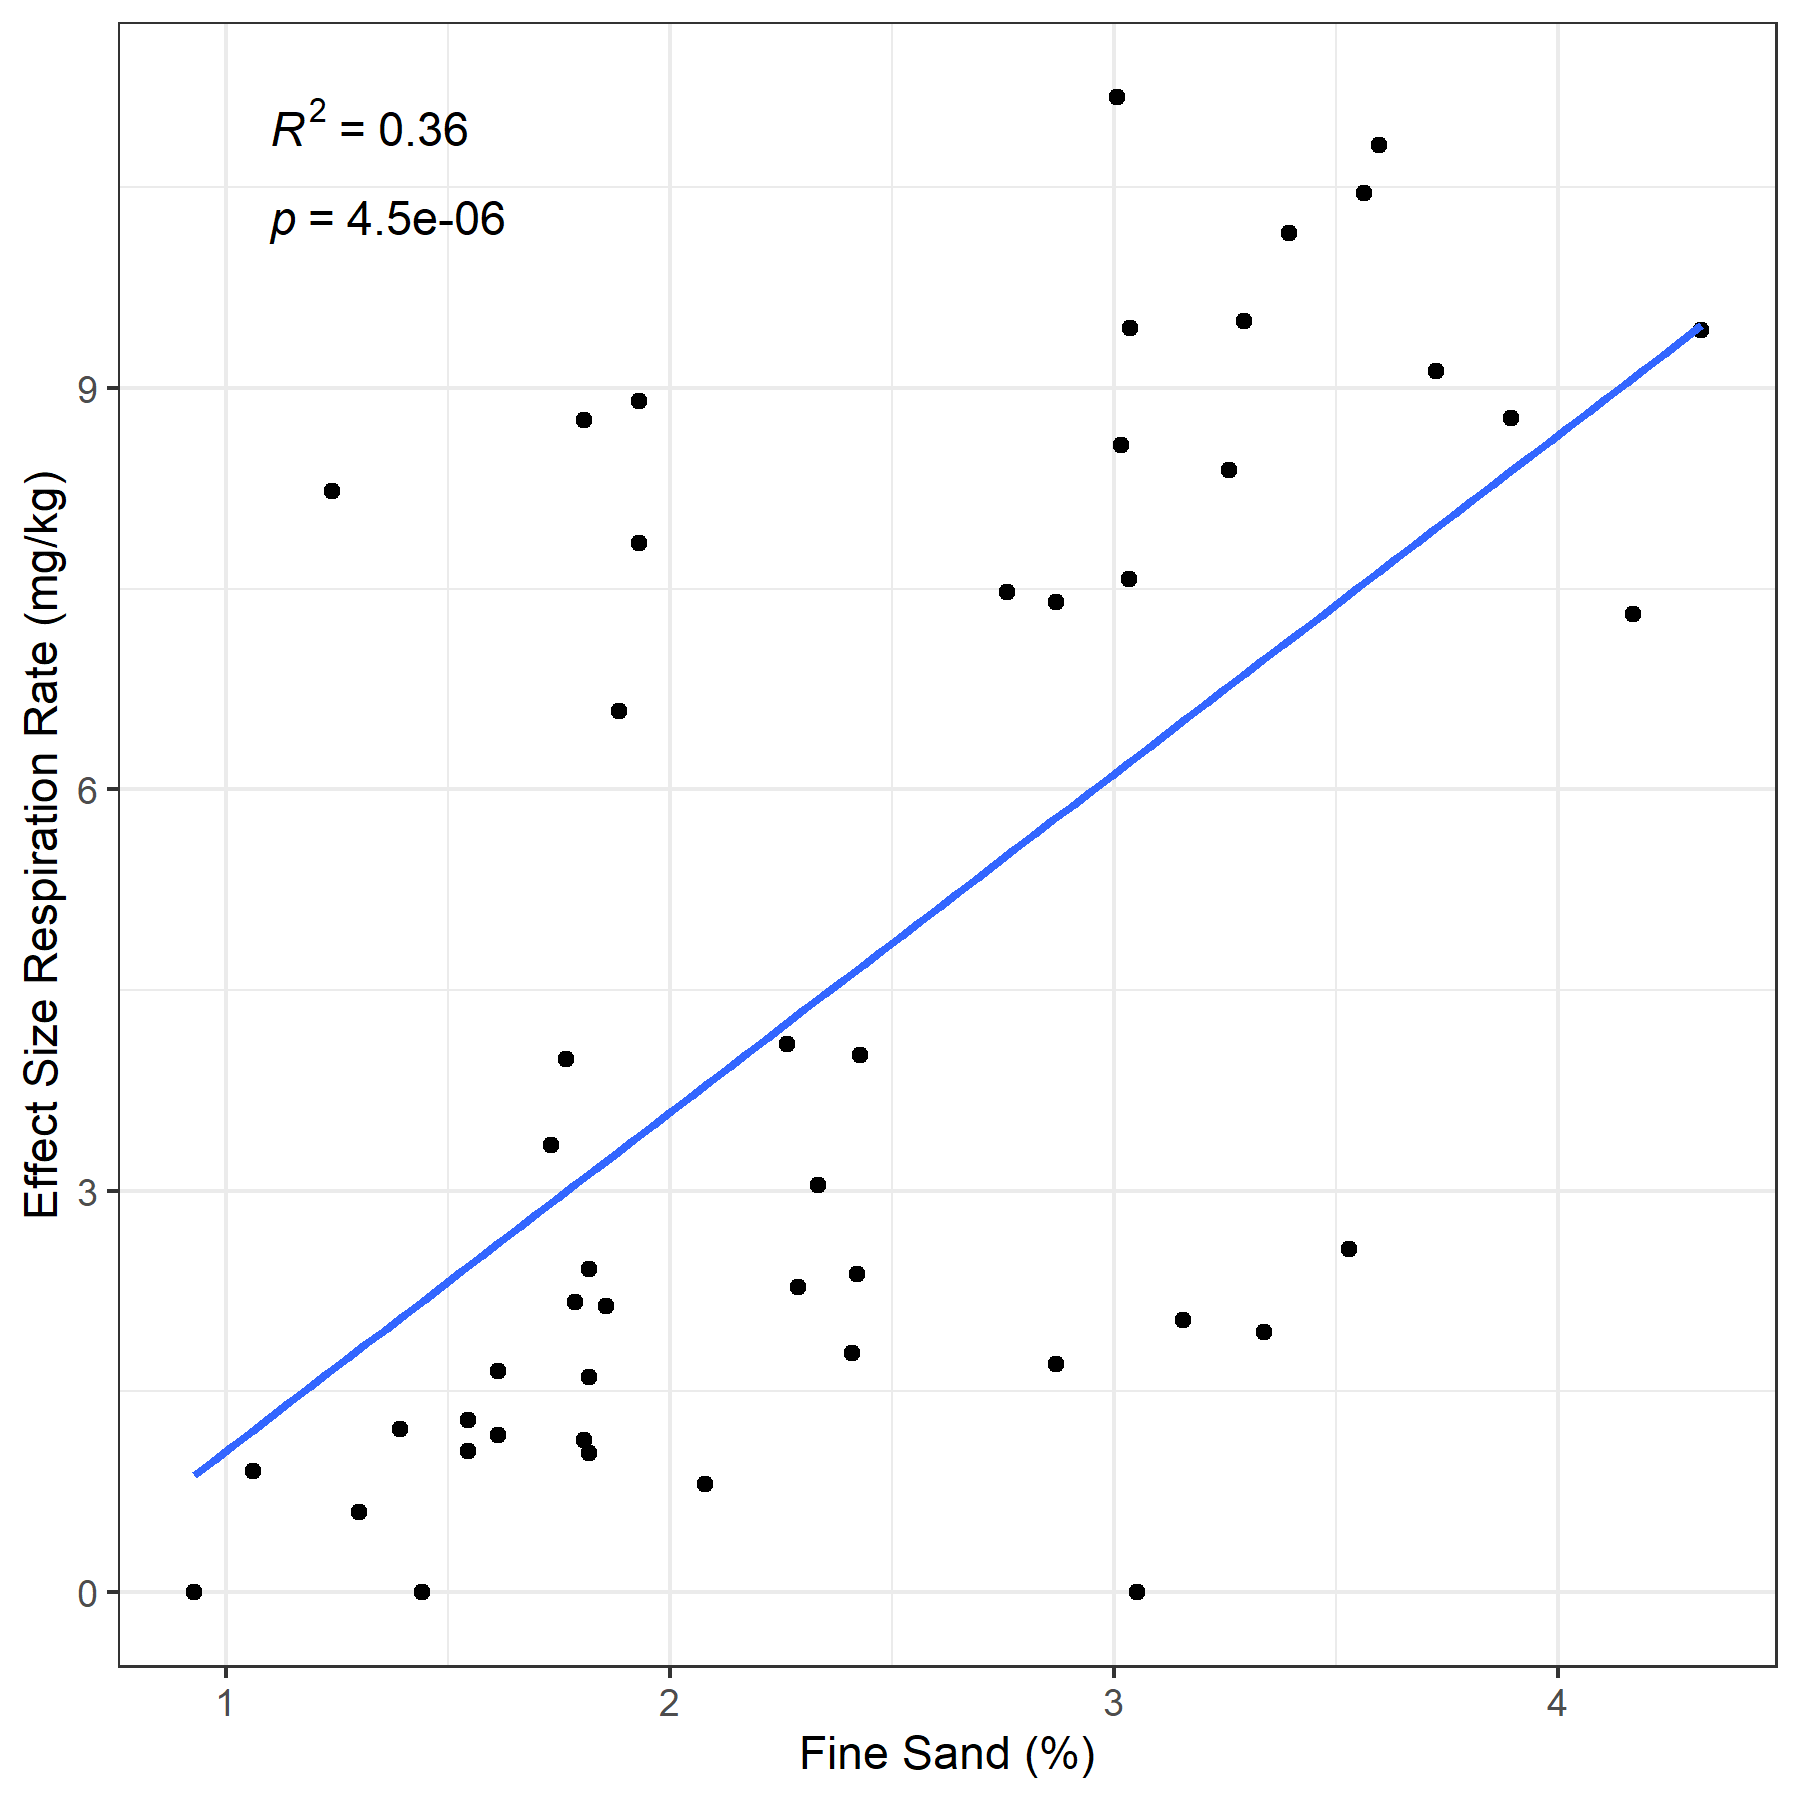 R² = 0.36
p = 4.5e-06
Effect Size Respiration Rate (mg/kg)
9
6
3
0
1 2 3 4
Fine Sand (%)